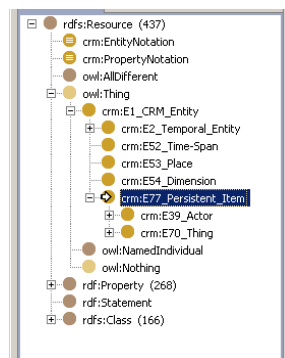 rdfs:Resource (437)
crm:EntityNotation
crm:PropertyNotation
owl:AllDifferent
owl:Thing
crm:E1_CRM_Entity
crm:E2_Temporal_Entity
crm:E52_Time-Span
crm:E53_Place
crm:E54_Dimension
crm:E77_Persistent_Item
crm:E39_Actor
crm:E70_Thing
owl:NamedIndividual
owl:Nothing
rdf:Property (268)
rdf:Statement
rdfs:Class (166)